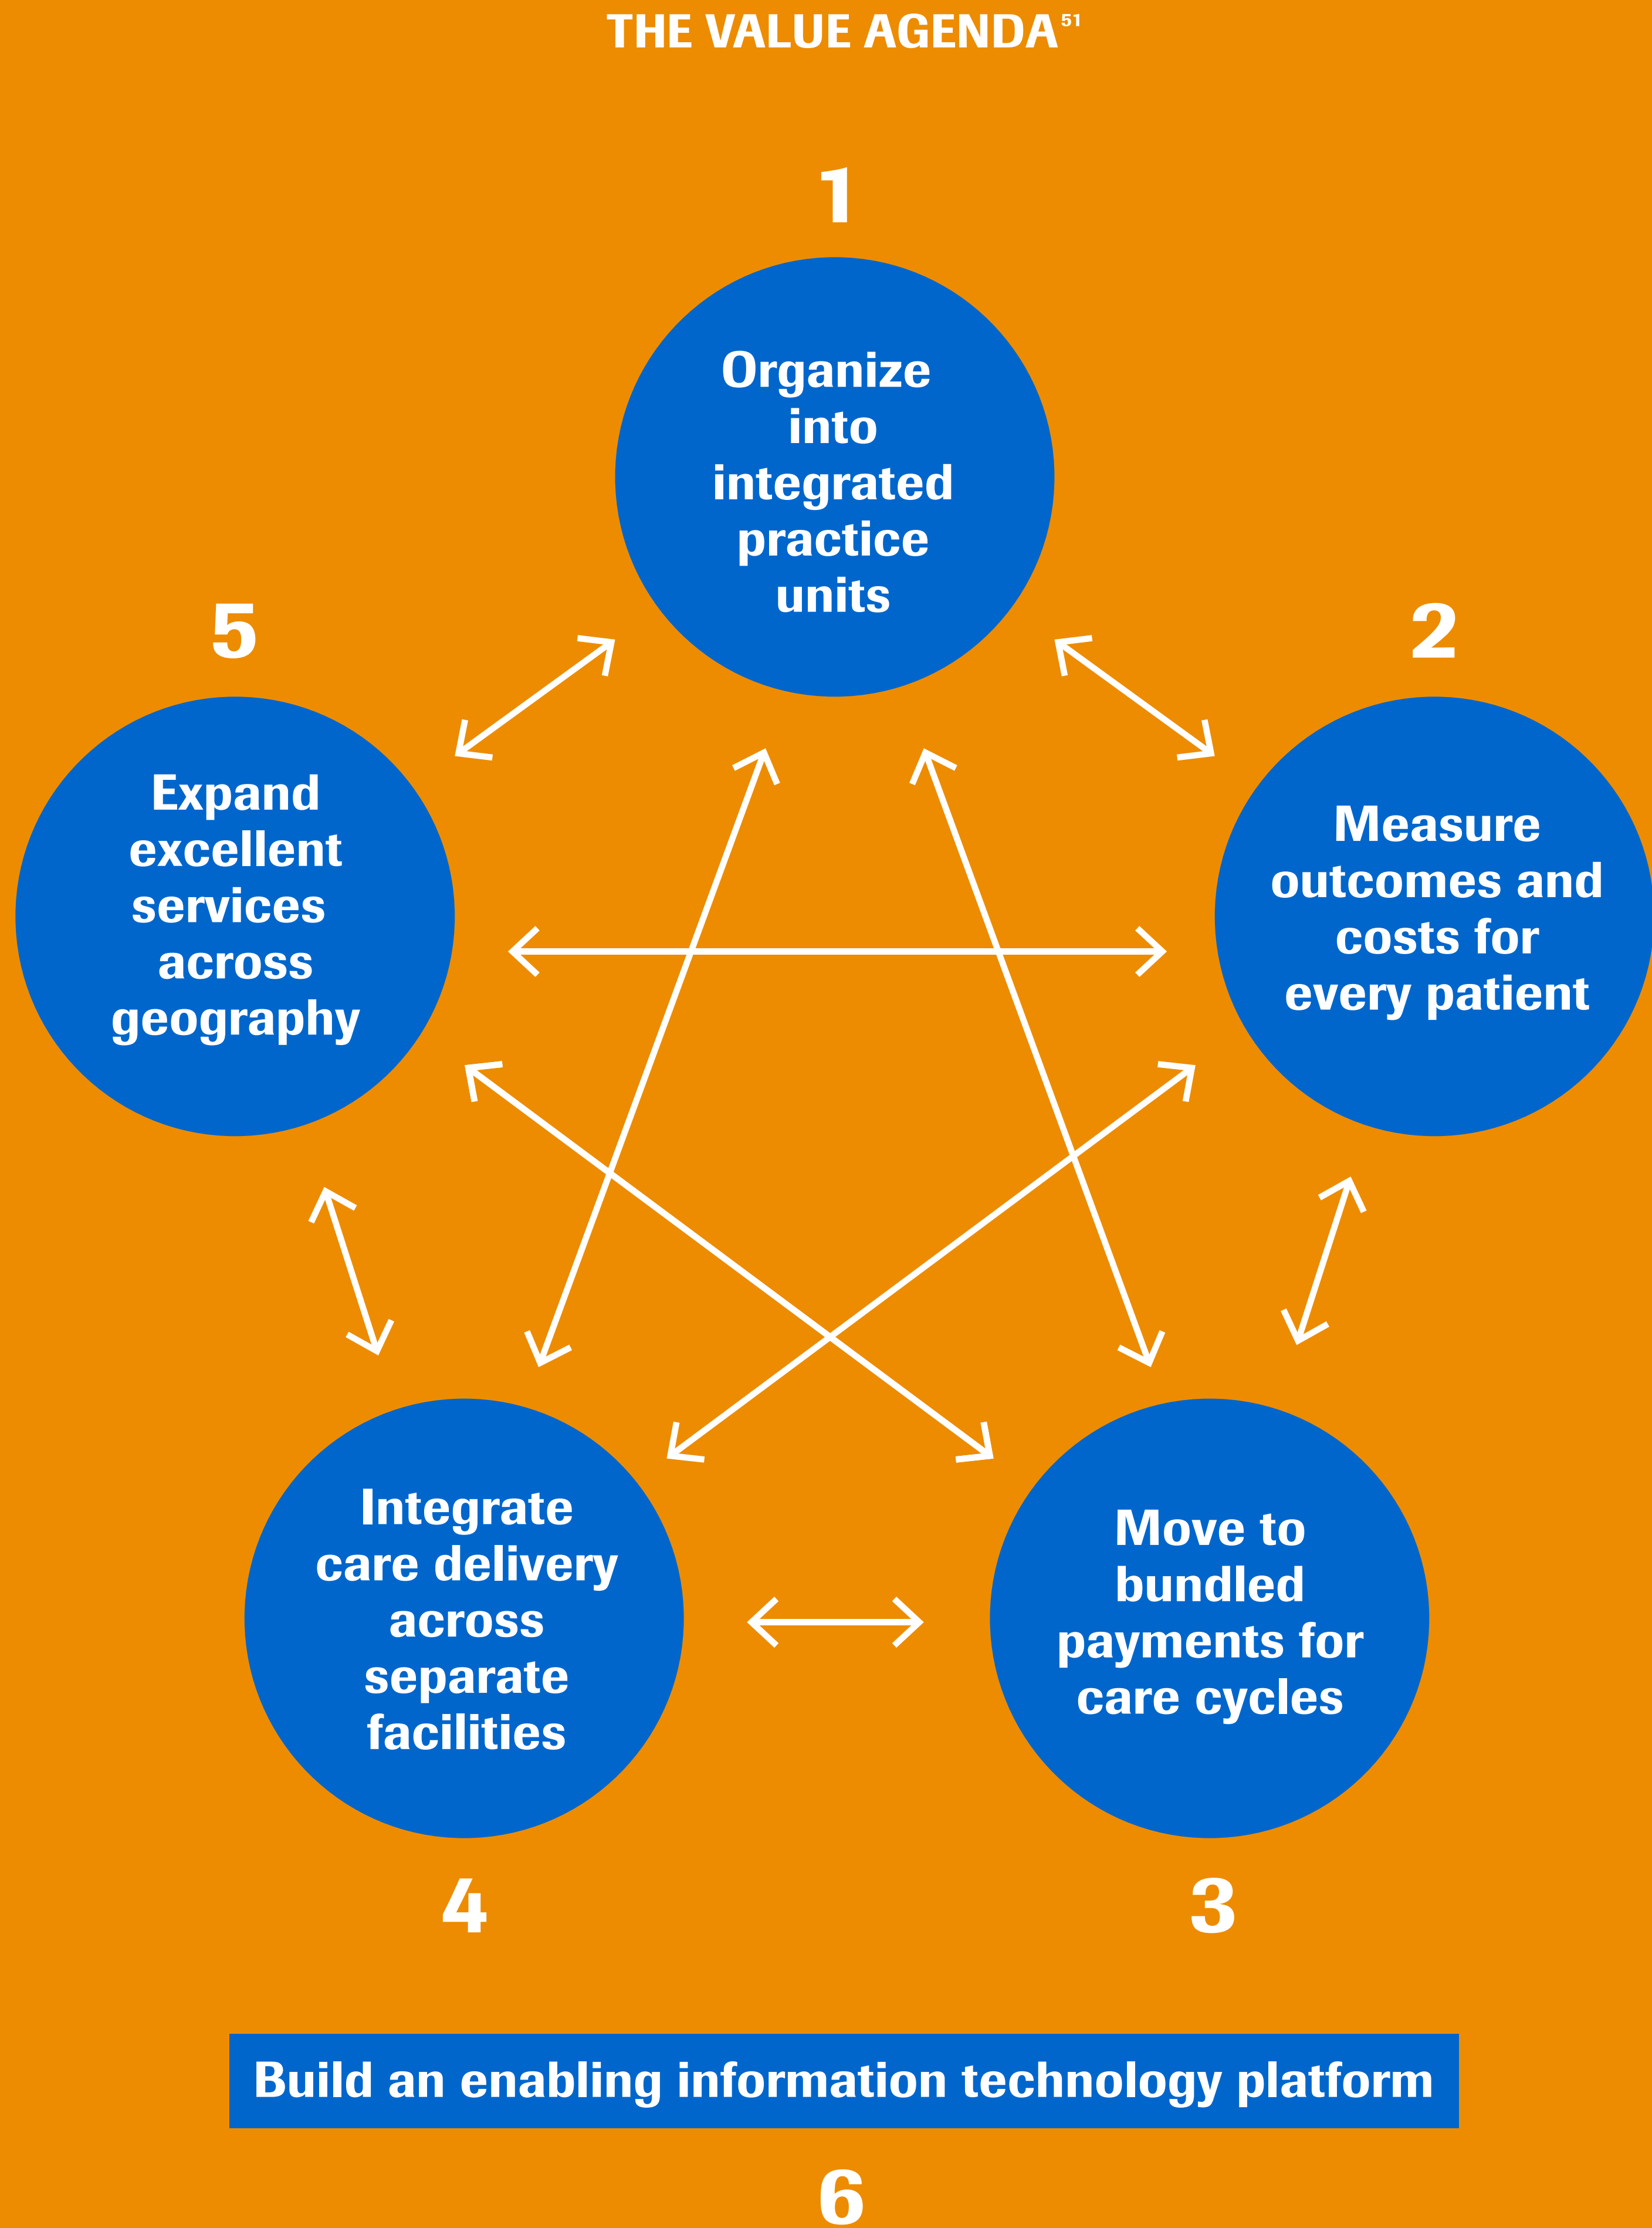 THE VALUE AGENDA51
1
Organize
into
integrated
practice
units
5
Expand
excellent
services
across
geography
2
Measure
outcomes and
costs for
every patient
Integrate
care delivery
across
separate
facilities
4
Move to
bundled
payments for
care cycles
3
Build an enabling information technology platform
6